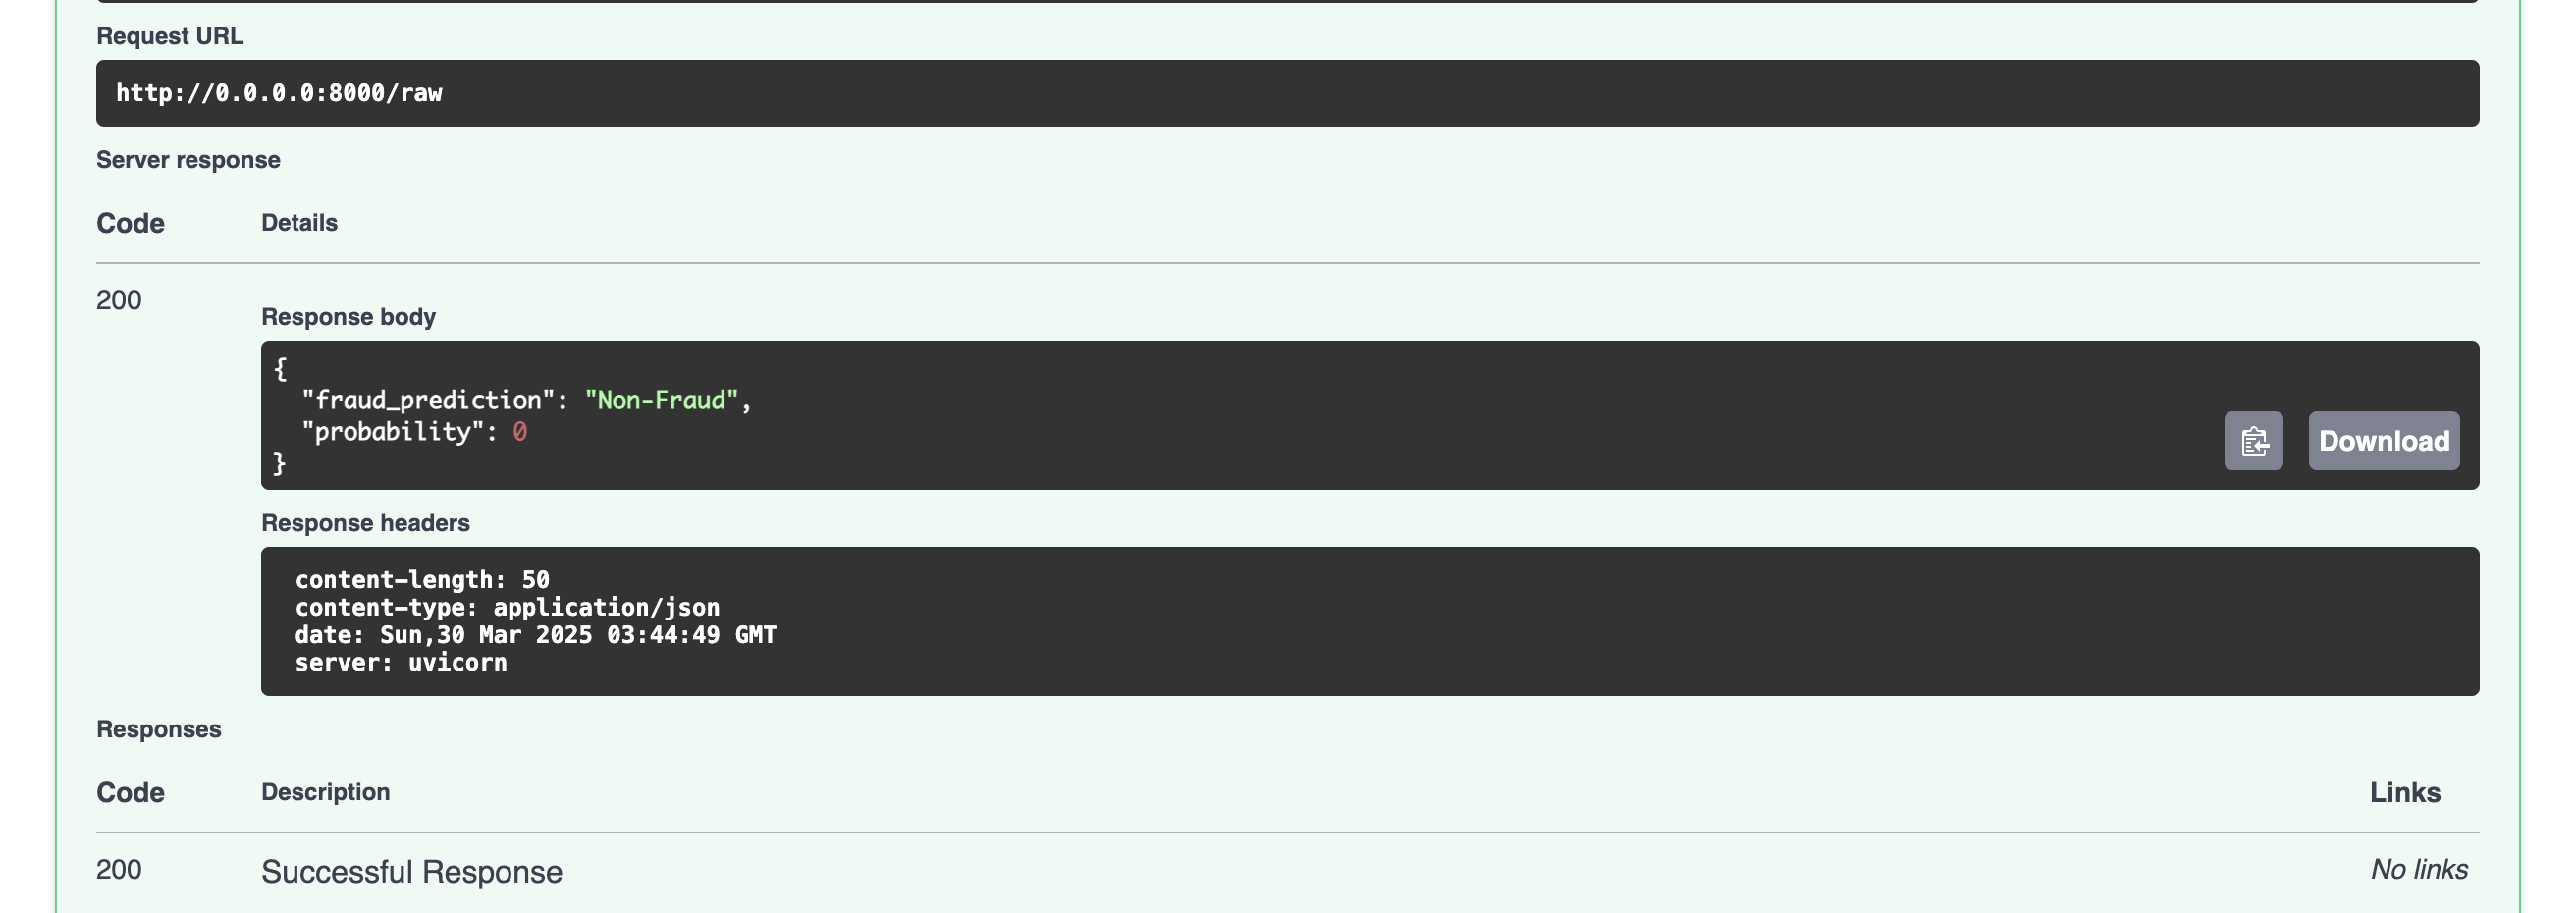 Request URL
http://0.0.0.0:8000/raw
Server response
Code Details
200
Response body
{
"fraud_prediction": "Non-Fraud",
"probability": 0
}
Download
Response headers
content-length: 50
content-type: application/json
date: Sun,30 Mar 2025 03:44:49 GMT
server: uvicorn
Responses
Code Description Links
200 Successful Response No links